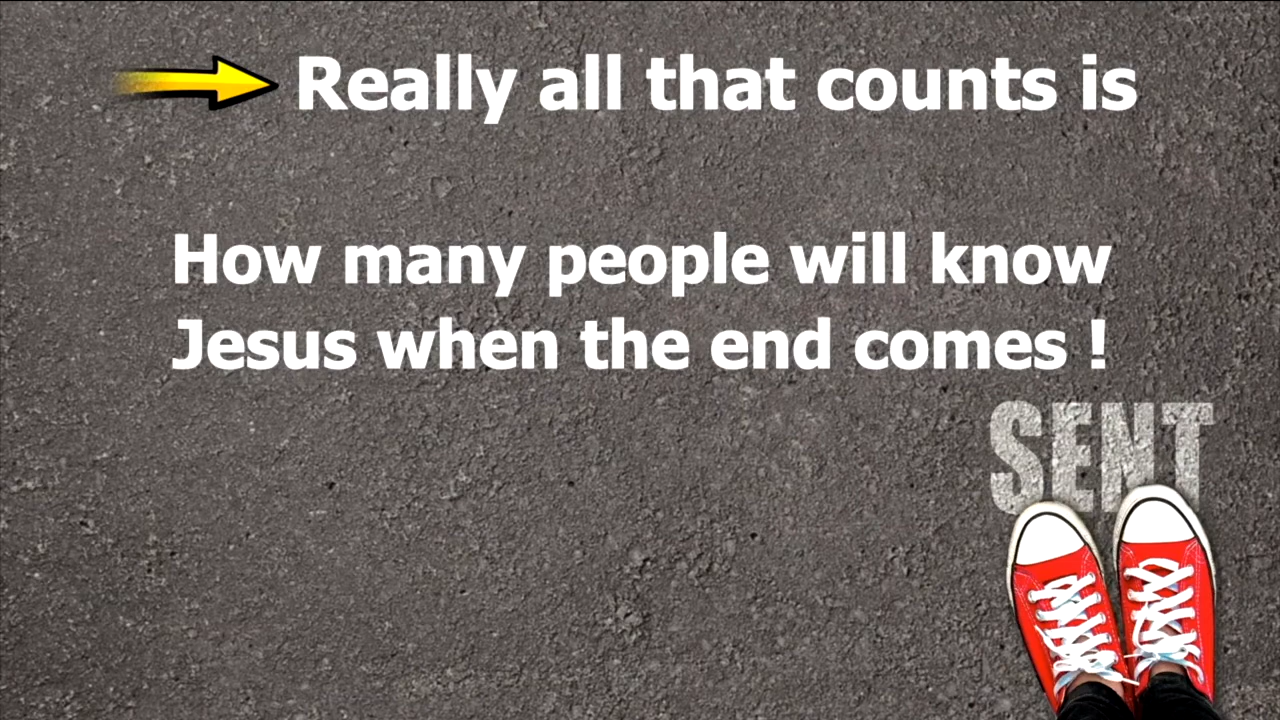 Really all that counts is
How many people will know
Jesus when the end comes !
SENT